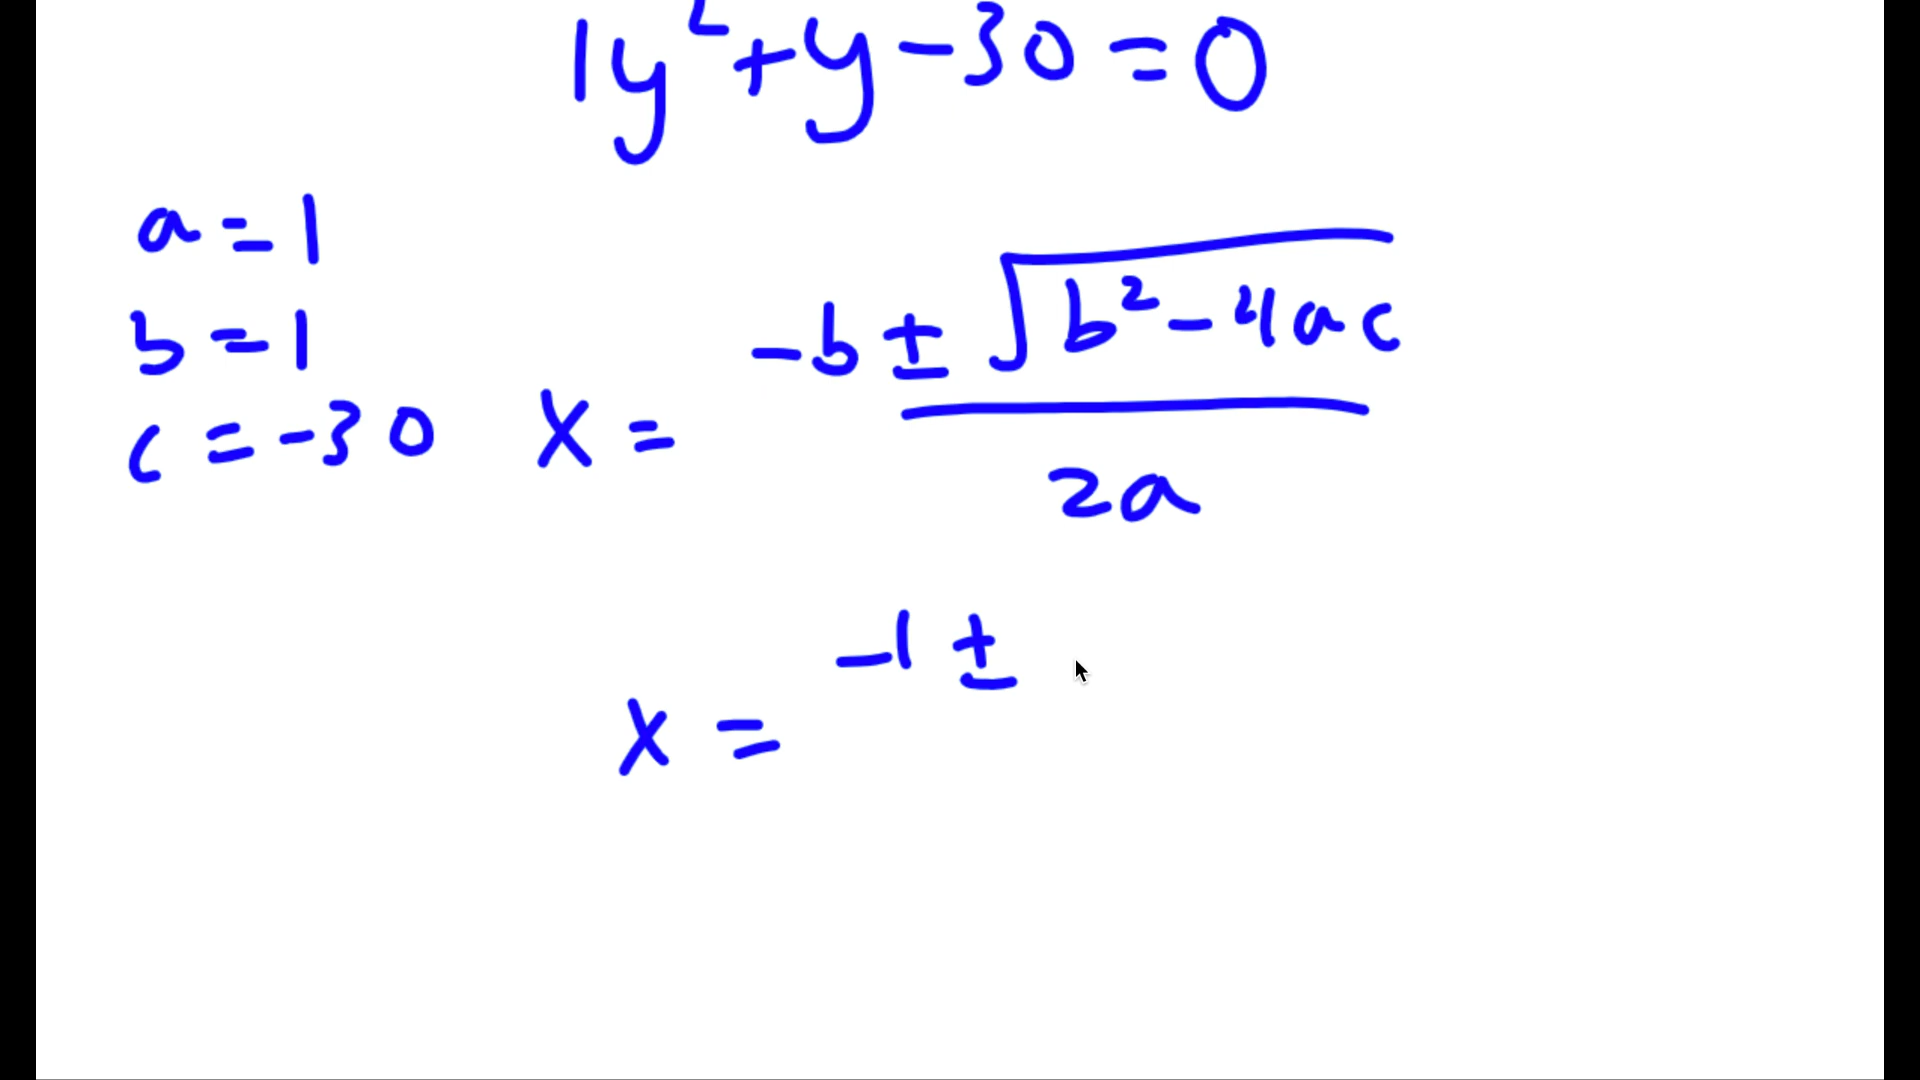 1y²+y-30=0
a=1
b=1
c=-30
x = -b ± √b²-4ac / 2a
x = -1 ±